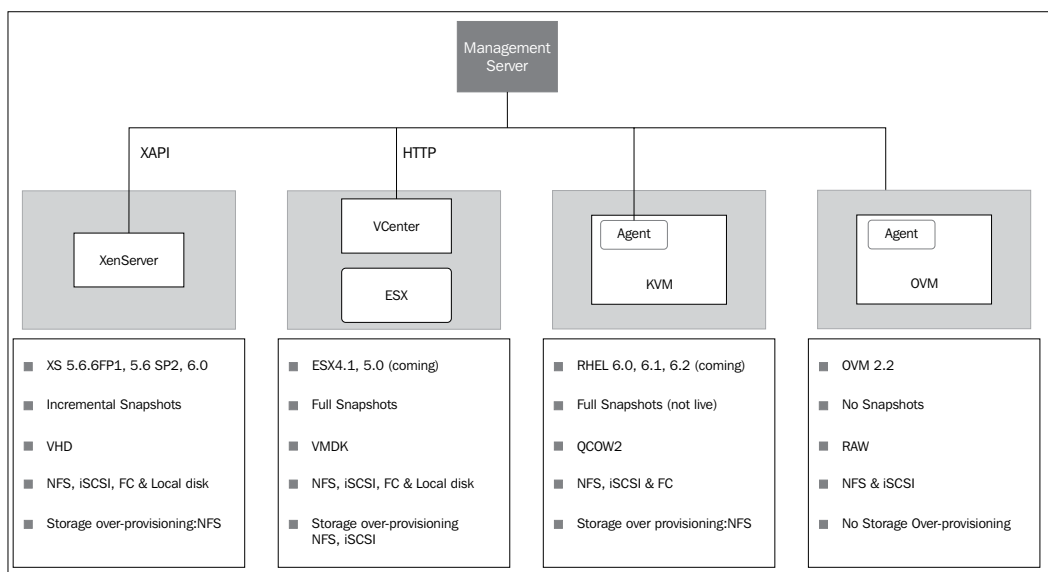 Management
Server
XAPI
HTTP
XenServer
VCenter
ESX
Agent
KVM
Agent
OVM
XS 5.6.6FP1, 5.6 SP2, 6.0
Incremental Snapshots
VHD
NFS, iSCSI, FC & Local disk
Storage over-provisioning:NFS
ESX4.1, 5.0 (coming)
Full Snapshots
VMDK
NFS, iSCSI, FC & Local disk
Storage over-provisioning
NFS, iSCSI
RHEL 6.0, 6.1, 6.2 (coming)
Full Snapshots (not live)
QCOW2
NFS, iSCSI & FC
Storage over provisioning:NFS
OVM 2.2
No Snapshots
RAW
NFS & iSCSI
No Storage Over-provisioning